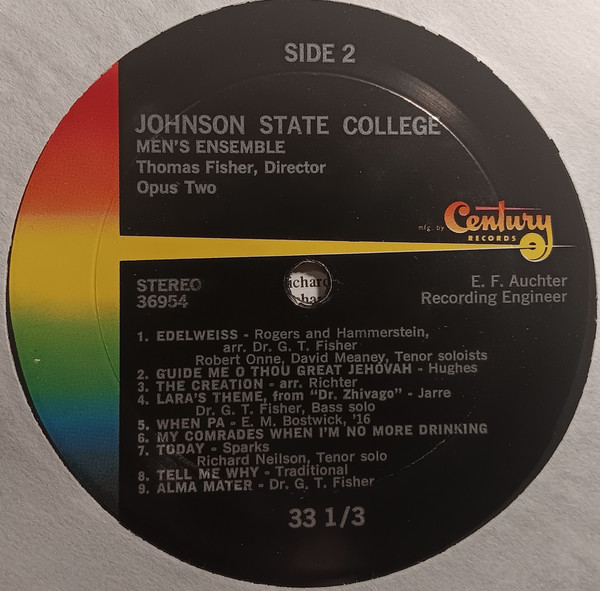 SIDE 2
JOHNSON STATE COLLEGE
MEN'S ENSEMBLE
Thomas Fisher, Director
Opus Two
mfg. by Century
RECORDS
STEREO
36954
E. F. Auchter
Recording Engineer
1. EDELWEISS - Rogers and Hammerstein,
arr. Dr. G. T. Fisher
Robert Onne, David Meaney, Tenor soloists
2. GUIDE ME O THOU GREAT JEHOVAH - Hughes
3. THE CREATION - arr. Richter
4. LARA'S THEME, from "Dr. Zhivago" - Jarre
Dr. G. T. Fisher, Bass solo
5. WHEN PA - E. M. Bostwick, '16
6. MY COMRADES WHEN I'M NO MORE DRINKING
7. TODAY - Sparks
Richard Neilson, Tenor solo
8. TELL ME WHY - Traditional
9. ALMA MATER - Dr. G. T. Fisher
33 1/3